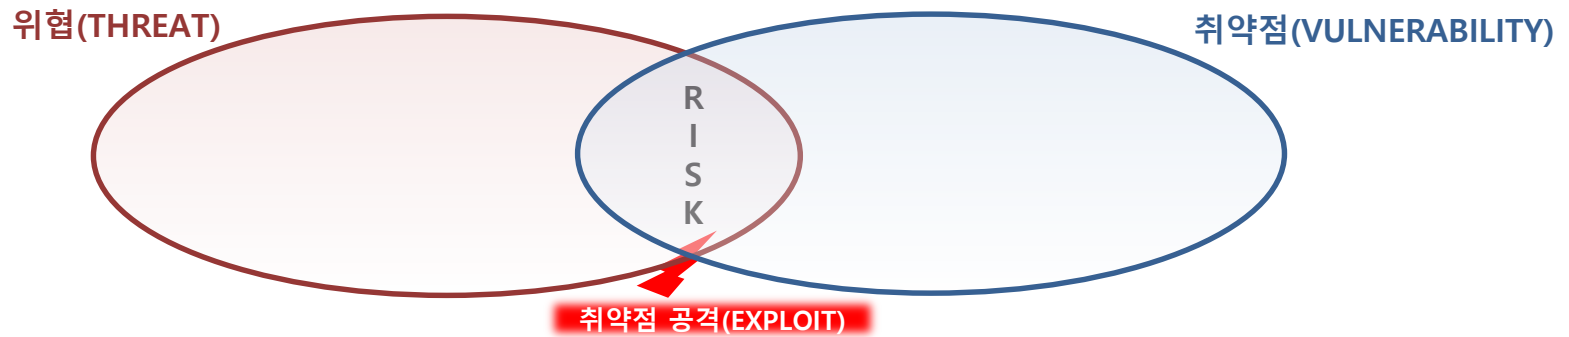 위협(THREAT)
취약점(VULNERABILITY)
R
I
S
K
취약점 공격(EXPLOIT)